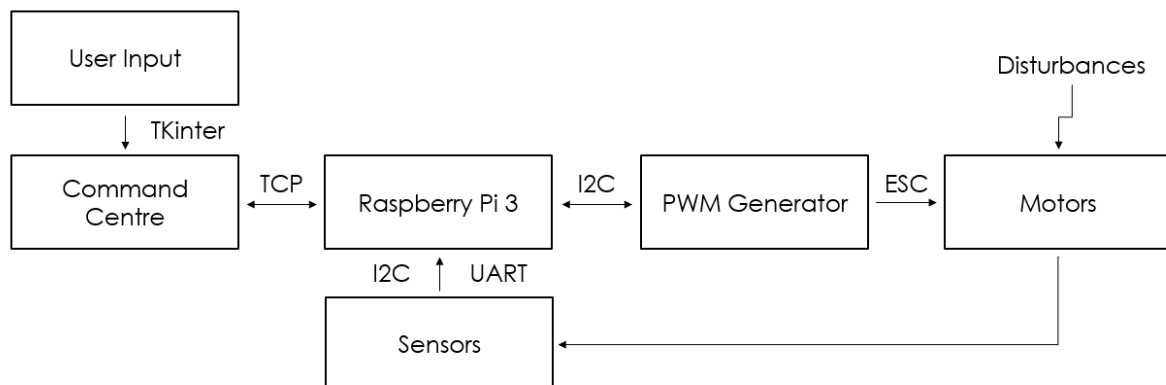 User Input
Disturbances
TKinter
Command
Centre
TCP
Raspberry Pi 3
I2C
PWM Generator
ESC
Motors
I2C
UART
Sensors